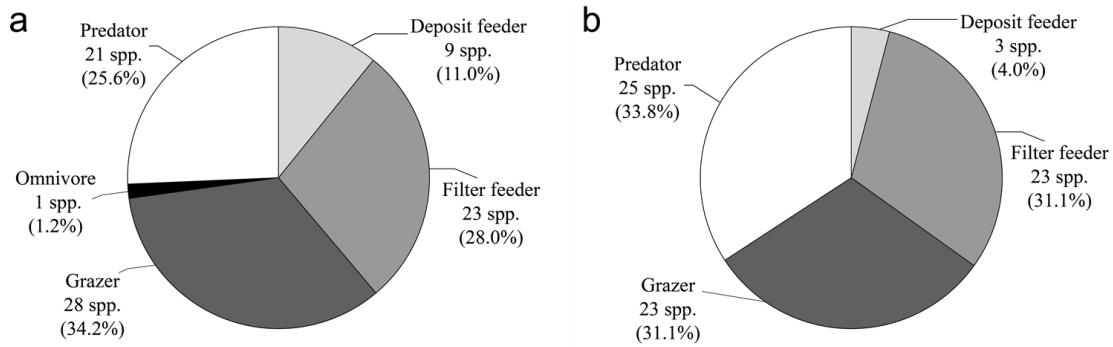 a
Predator
21 spp.
(25.6%)
Deposit feeder
9 spp.
(11.0%)
Filter feeder
23 spp.
(28.0%)
Omnivore
1 spp.
(1.2%)
Grazer
28 spp.
(34.2%)
b
Predator
25 spp.
(33.8%)
Deposit feeder
3 spp.
(4.0%)
Filter feeder
23 spp.
(31.1%)
Grazer
23 spp.
(31.1%)